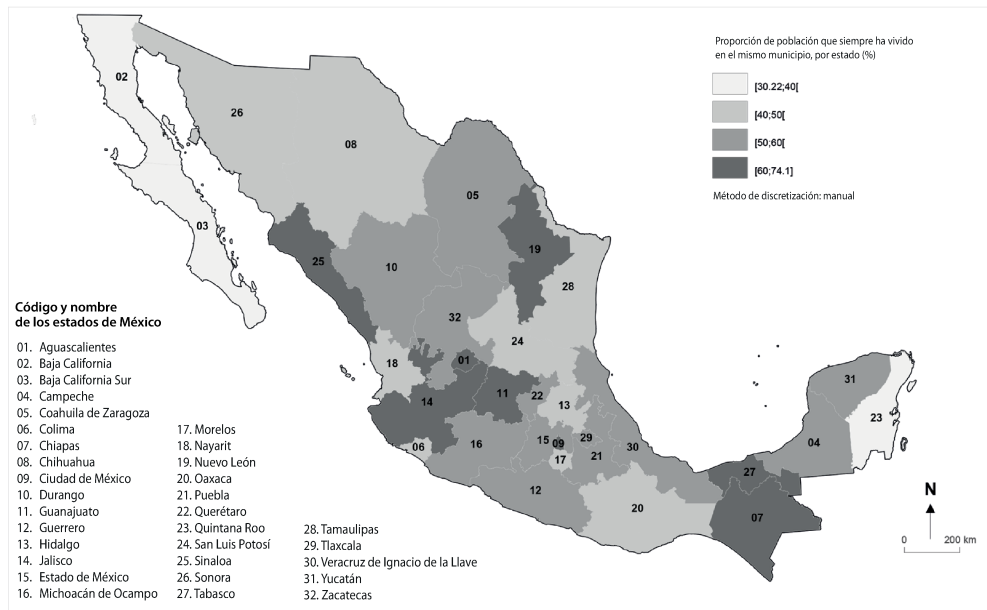 Proporción de población que siempre ha vivido
en el mismo municipio, por estado (%)
[30.22;40[
[40;50[
[50;60[
[60;74.1]
Método de discretización: manual
02
26
08
05
03
19
25
10
28
32
24
18
01
14
11
22
13
31
23
06
16
15
09
29
30
04
17
21
27
12
20
07
N
0 200 km
Código y nombre
de los estados de México
01. Aguascalientes
02. Baja California
03. Baja California Sur
04. Campeche
05. Coahuila de Zaragoza
06. Colima
07. Chiapas
08. Chihuahua
09. Ciudad de México
10. Durango
11. Guanajuato
12. Guerrero
13. Hidalgo
14. Jalisco
15. Estado de México
16. Michoacán de Ocampo
17. Morelos
18. Nayarit
19. Nuevo León
20. Oaxaca
21. Puebla
22. Querétaro
23. Quintana Roo
24. San Luis Potosí
25. Sinaloa
26. Sonora
27. Tabasco
28. Tamaulipas
29. Tlaxcala
30. Veracruz de Ignacio de la Llave
31. Yucatán
32. Zacatecas